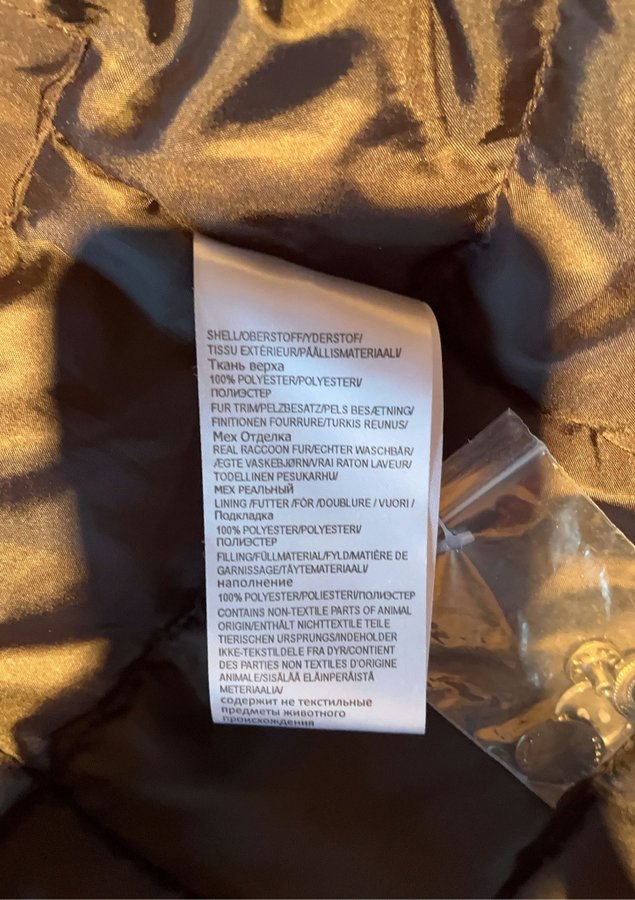 SHELL/OBERSTOFF/YDERSTOF/
TISSU EXTÉRIEUR/PÄÄLLISMATERIAALI/
Ткань верха
100% POLYESTER/POLYESTERI/
ПОЛИЭСТЕР
FUR TRIM/PELZBESATZ/PELS BESÆTNING/
FINITIONEN FOURRURE/TURKIS REUNUS/
Мех Отделка
REAL RACCOON FUR/ECHTER WASCHBÄR/
ÆGTE VASKEBJØRN/VRAI RATON LAVEUR/
TODELLINEN PESUKARHU/
МЕХ РЕАЛЬНЫЙ
LINING /FUTTER /FÒR /DOUBLURE / VUORI /
Подкладка
100% POLYESTER/POLYESTERI/
ПОЛИЭСТЕР
FILLING/FÜLLMATERIAL/FYLD/MATIÈRE DE
GARNISSAGE/TÄYTEMATERIAALI/
наполнение
100% POLYESTER/POLIESTERI/ПОЛИЭСТЕР
CONTAINS NON-TEXTILE PARTS OF ANIMAL
ORIGIN/ENTHÄLT NICHTTEXTILE TEILE
TIERISCHEN URSPRUNGS/INDEHOLDER
IKKE-TEKSTILDELE FRA DYR/CONTIENT
DES PARTIES NON TEXTILES D'ORIGINE
ANIMALE/SISÄLÄÄ ELÄINPERÄISTÄ
METERIAALIA/
содержит не текстильные
предметы животного
происхождения